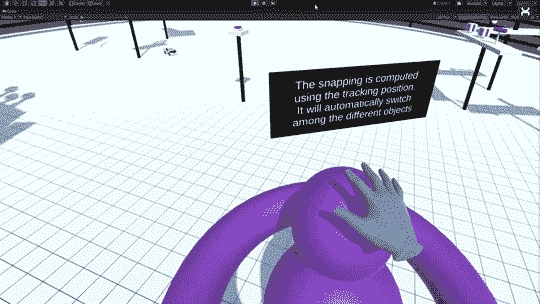 The snapping is computed
using the tracking position.
It will automatically switch
among the different objects